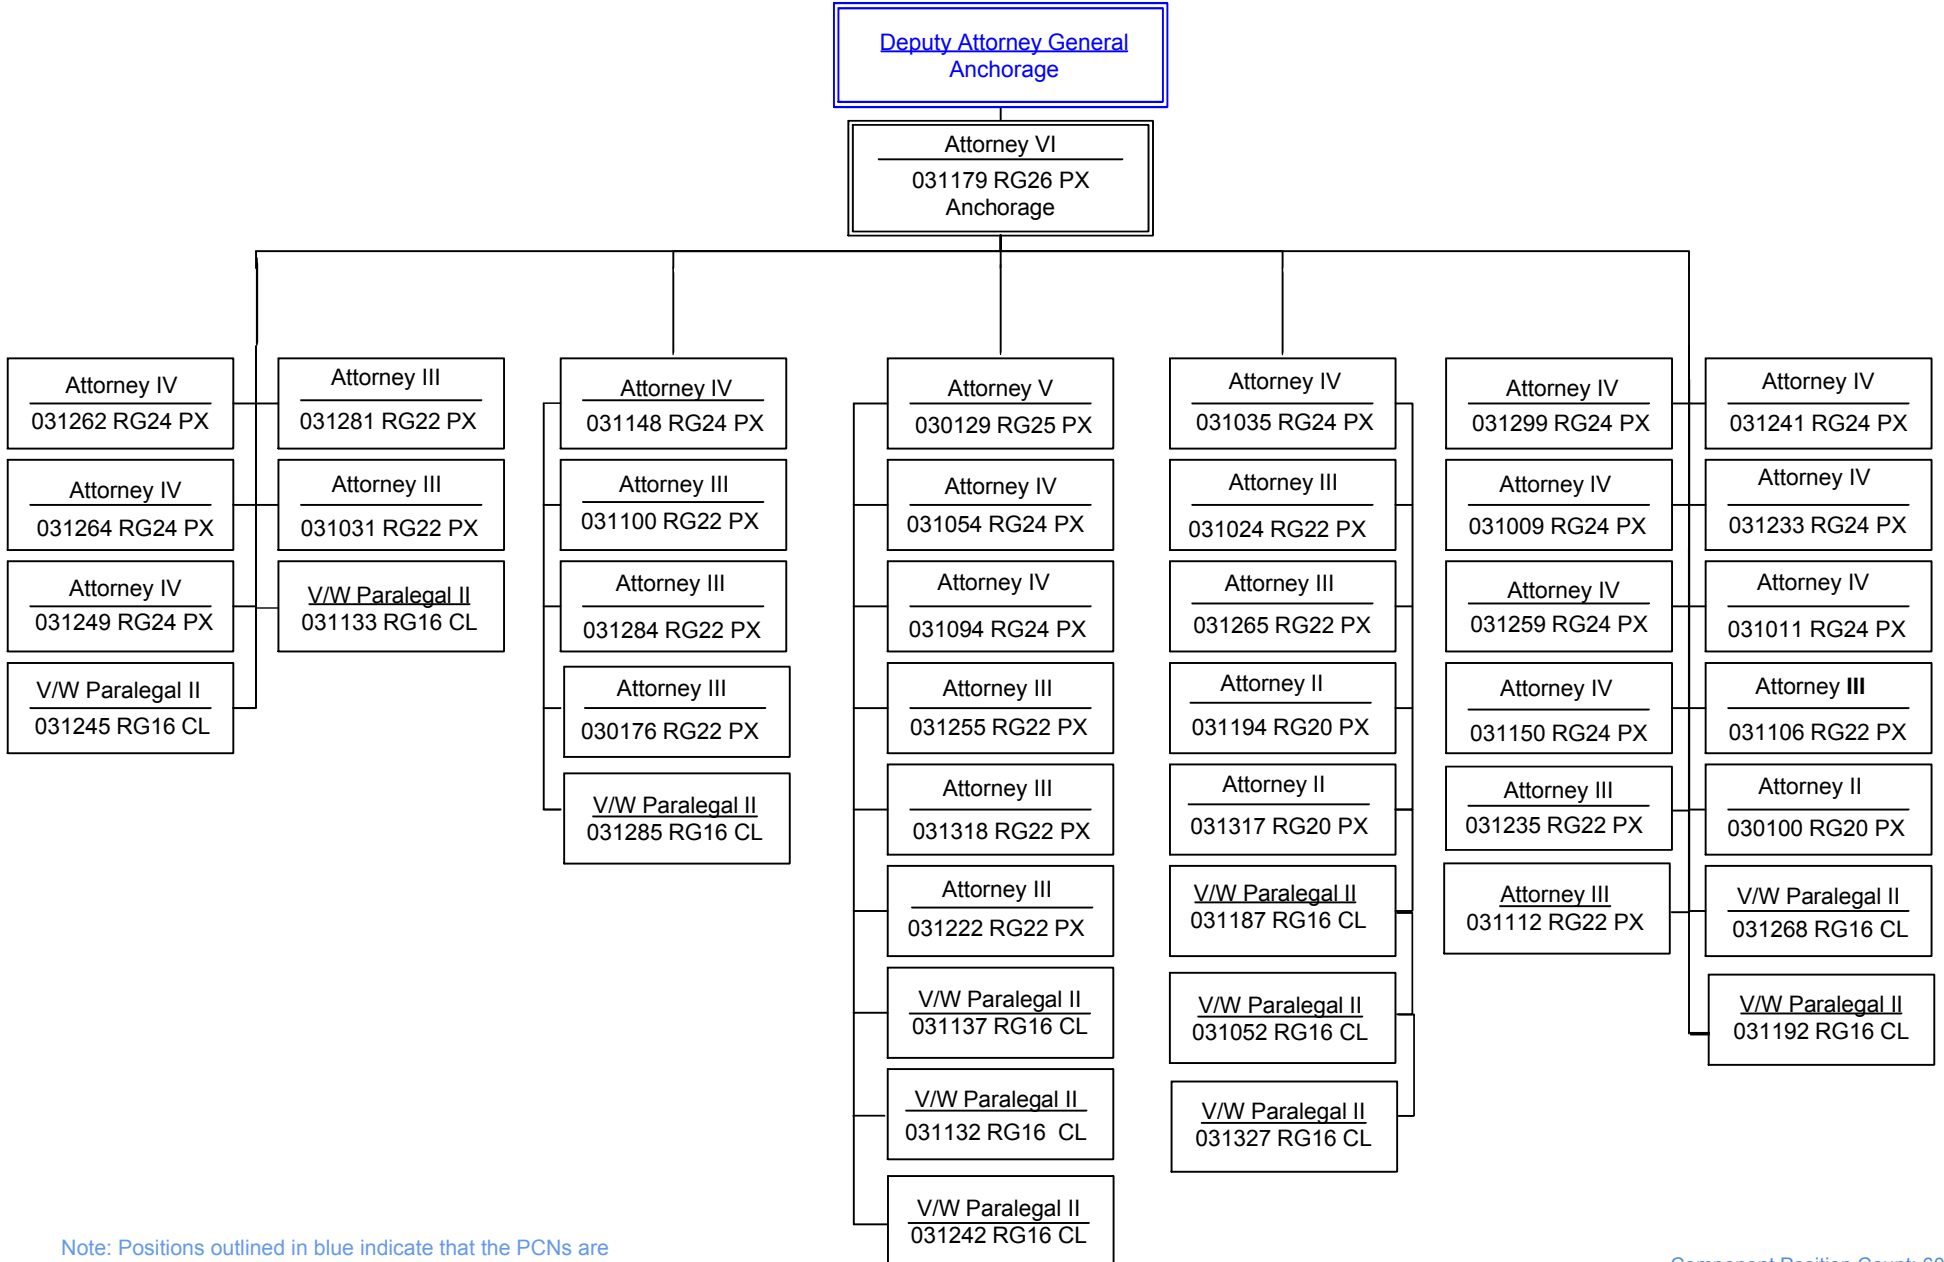 Deputy Attorney General
Anchorage
Attorney VI
031179 RG26 PX
Anchorage
Attorney IV
031262 RG24 PX
Attorney IV
031264 RG24 PX
Attorney IV
031249 RG24 PX
V/W Paralegal II
031245 RG16 CL
Attorney III
031281 RG22 PX
Attorney III
031031 RG22 PX
V/W Paralegal II
031133 RG16 CL
Attorney IV
031148 RG24 PX
Attorney III
031100 RG22 PX
Attorney III
031284 RG22 PX
Attorney III
030176 RG22 PX
V/W Paralegal II
031285 RG16 CL
Attorney V
030129 RG25 PX
Attorney IV
031054 RG24 PX
Attorney IV
031094 RG24 PX
Attorney III
031255 RG22 PX
Attorney III
031318 RG22 PX
Attorney III
031222 RG22 PX
V/W Paralegal II
031137 RG16 CL
V/W Paralegal II
031132 RG16 CL
V/W Paralegal II
031242 RG16 CL
Attorney IV
031035 RG24 PX
Attorney III
031024 RG22 PX
Attorney III
031265 RG22 PX
Attorney II
031194 RG20 PX
Attorney II
031317 RG20 PX
V/W Paralegal II
031187 RG16 CL
V/W Paralegal II
031052 RG16 CL
V/W Paralegal II
031327 RG16 CL
Attorney IV
031299 RG24 PX
Attorney IV
031009 RG24 PX
Attorney IV
031259 RG24 PX
Attorney IV
031150 RG24 PX
Attorney III
031235 RG22 PX
Attorney III
031112 RG22 PX
Attorney IV
031241 RG24 PX
Attorney IV
031233 RG24 PX
Attorney IV
031011 RG24 PX
Attorney III
031106 RG22 PX
Attorney II
030100 RG20 PX
V/W Paralegal II
031268 RG16 CL
V/W Paralegal II
031192 RG16 CL
Note: Positions outlined in blue indicate that the PCNs are
Component Position Count: